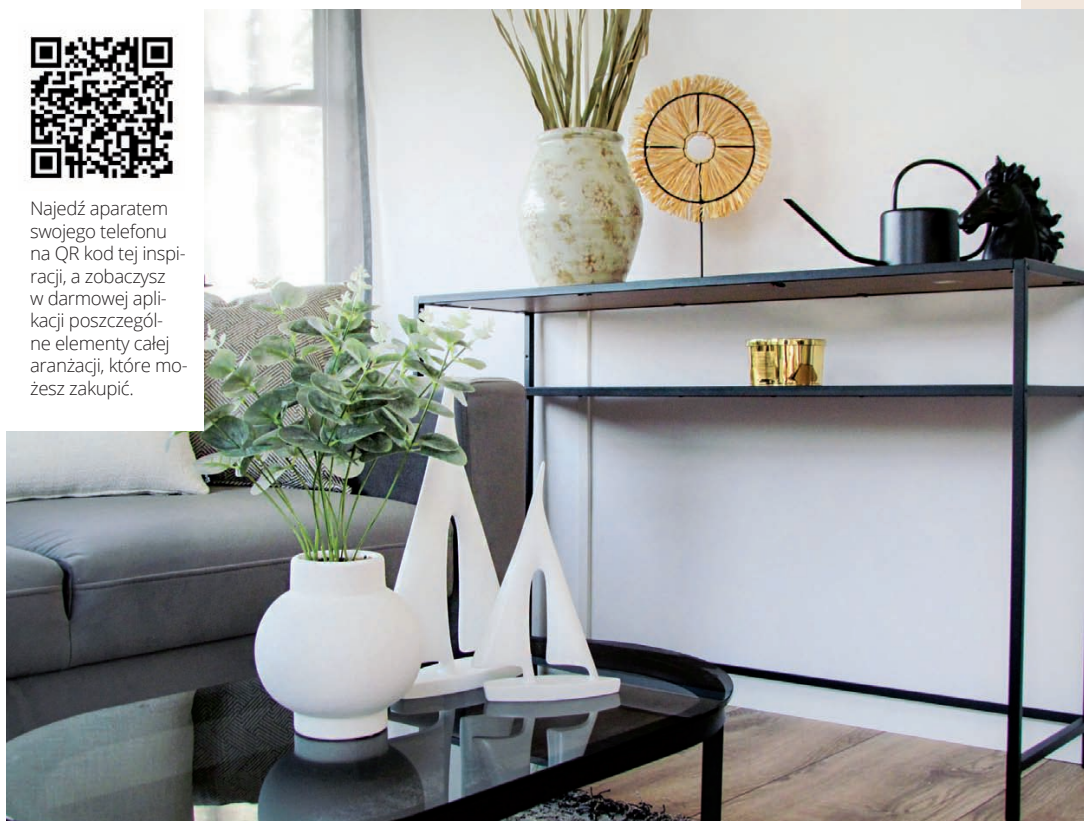 Najedź aparatem
swojego telefonu
na QR kod tej inspi-
racji, a zobaczysz
w darmowej apli-
kacji poszczegól-
ne elementy całej
aranżacji, które mo-
żesz zakupić.